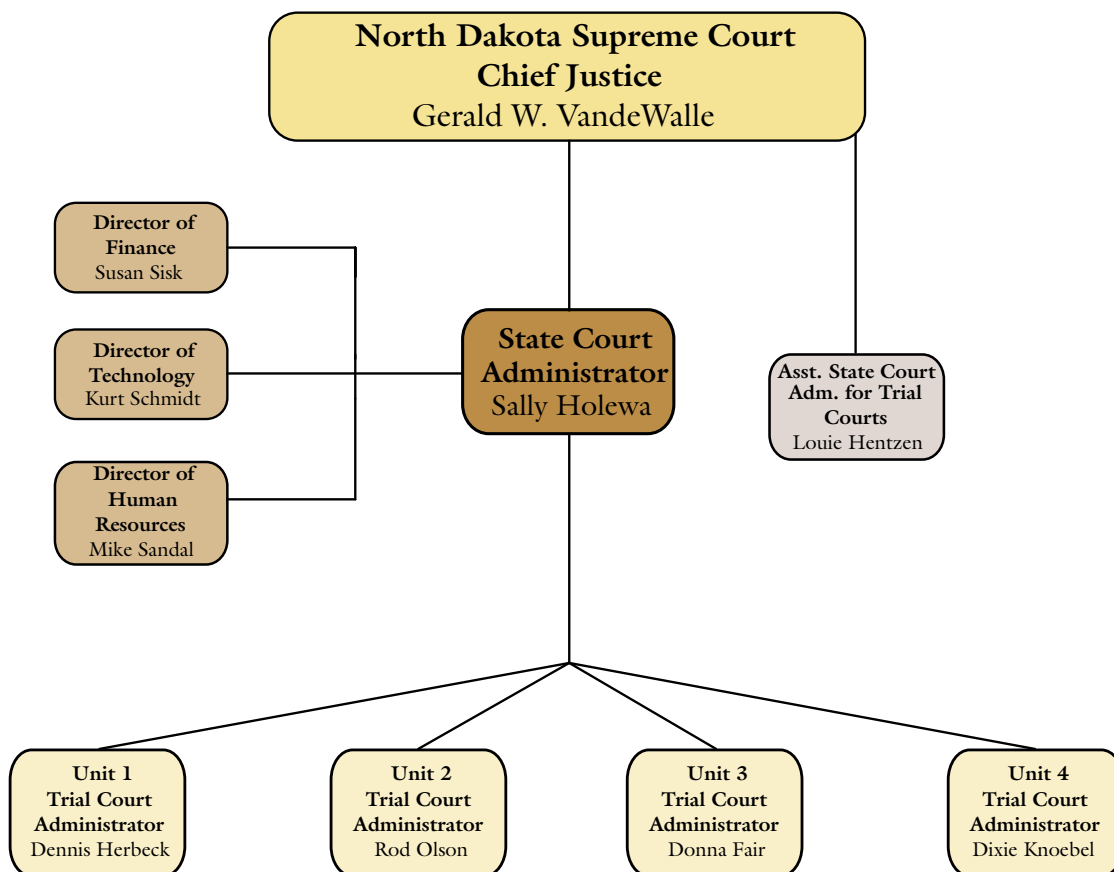 North Dakota Supreme Court
Chief Justice
Gerald W. VandeWalle
Director of
Finance
Susan Sisk
Director of
Technology
Kurt Schmidt
Director of
Human
Resources
Mike Sandal
State Court
Administrator
Sally Holewa
Asst. State Court
Adm. for Trial
Courts
Louie Hentzen
Unit 1
Trial Court
Administrator
Dennis Herbeck
Unit 2
Trial Court
Administrator
Rod Olson
Unit 3
Trial Court
Administrator
Donna Fair
Unit 4
Trial Court
Administrator
Dixie Knoebel